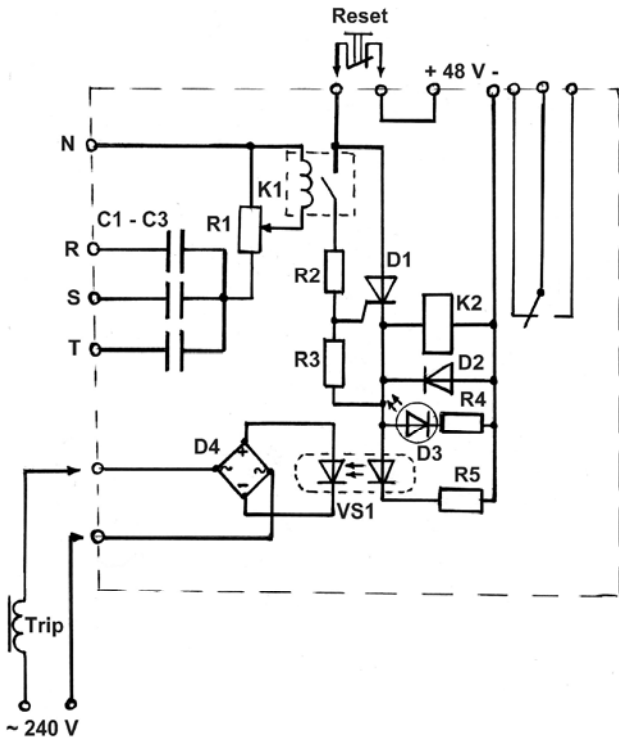 Reset
+ 48 V -
N
K1
R1
C1 - C3
R
D1
R2
S
K2
T
R3
D2
R4
D4
D3
+
~ ~
-
R5
VS1
Trip
~ 240 V